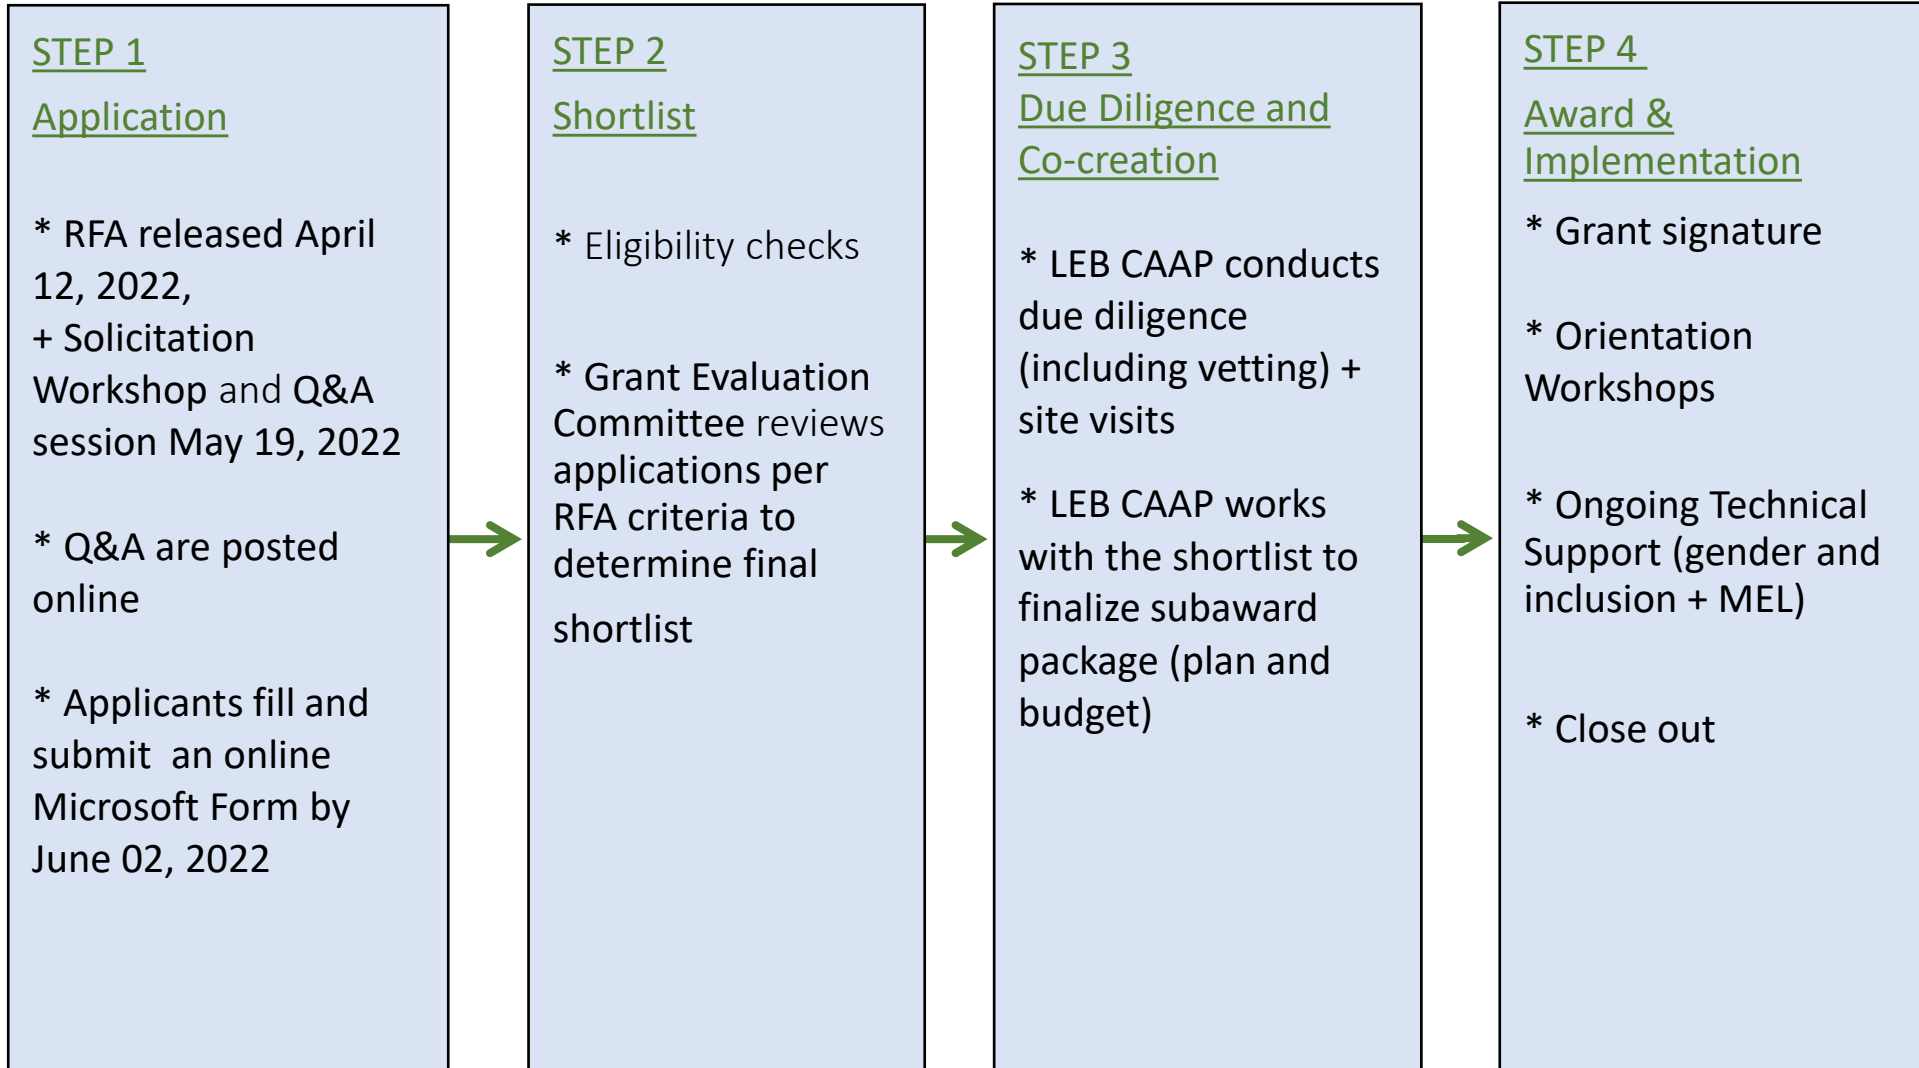 STEP 1
Application
* RFA released April
12, 2022,
+ Solicitation
Workshop and Q&A
session May 19, 2022
* Q&A are posted
online
* Applicants fill and
submit  an online
Microsoft Form by
June 02, 2022
STEP 2
Shortlist
* Eligibility checks
* Grant Evaluation
Committee reviews
applications per
RFA criteria to
determine final
shortlist
STEP 3
Due Diligence and
Co-creation
* LEB CAAP conducts
due diligence
(including vetting) +
site visits
* LEB CAAP works
with the shortlist to
finalize subaward
package (plan and
budget)
STEP 4
Award &
Implementation
* Grant signature
* Orientation
Workshops
* Ongoing Technical
Support (gender and
inclusion + MEL)
* Close out